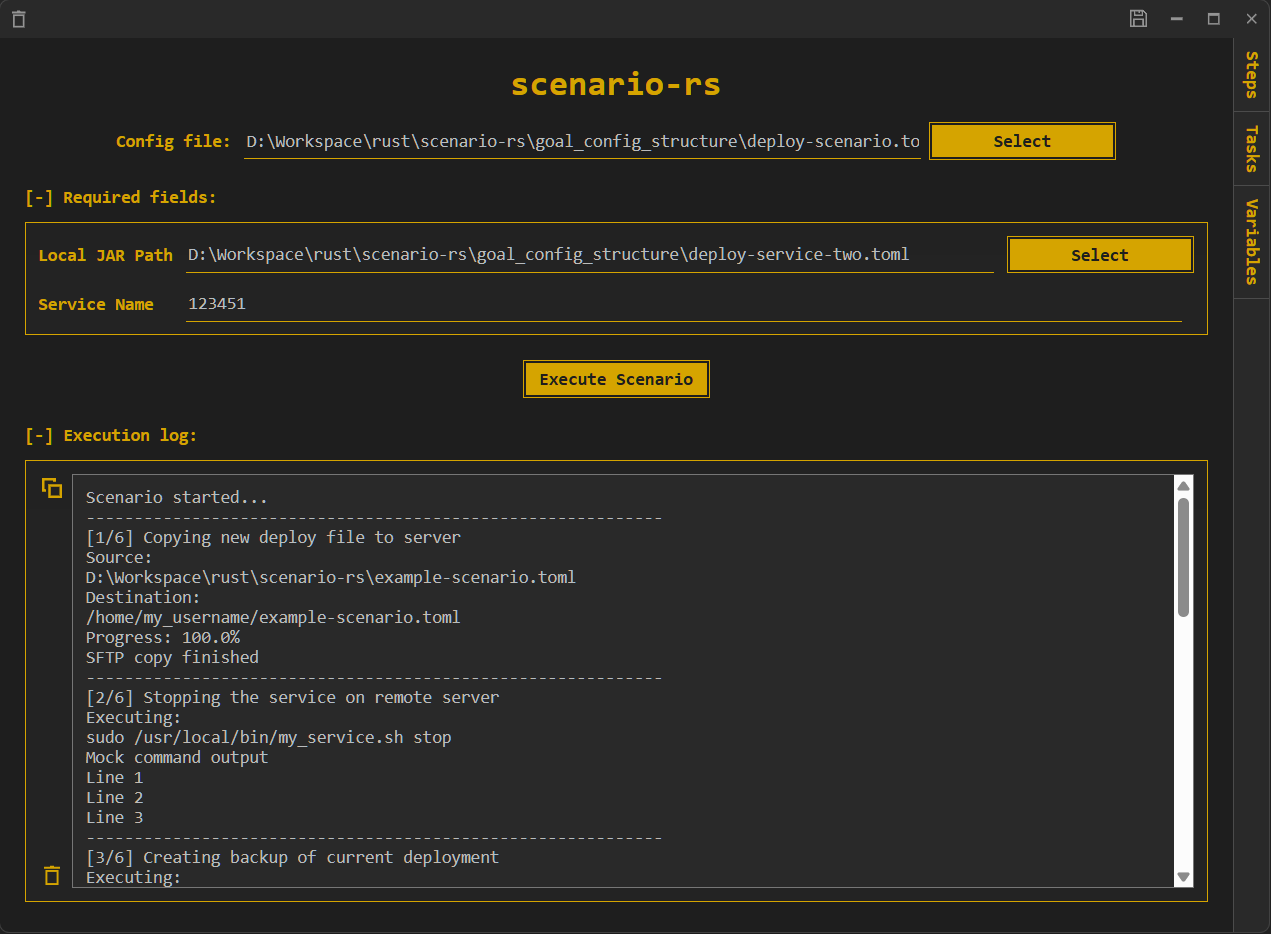 scenario-rs
Config file: D:\Workspace\rust\scenario-rs\goal_config_structure\deploy-scenario.to Select
[-] Required fields:
Local JAR Path D:\Workspace\rust\scenario-rs\goal_config_structure\deploy-service-two.toml Select
Service Name 123451
Execute Scenario
[-] Execution log:
Scenario started...
------------------------------------------------------------
[1/6] Copying new deploy file to server
Source:
D:\Workspace\rust\scenario-rs\example-scenario.toml
Destination:
/home/my_username/example-scenario.toml
Progress: 100.0%
SFTP copy finished
------------------------------------------------------------
[2/6] Stopping the service on remote server
Executing:
sudo /usr/local/bin/my_service.sh stop
Mock command output
Line 1
Line 2
Line 3
------------------------------------------------------------
[3/6] Creating backup of current deployment
Executing:
Steps
Tasks
Variables